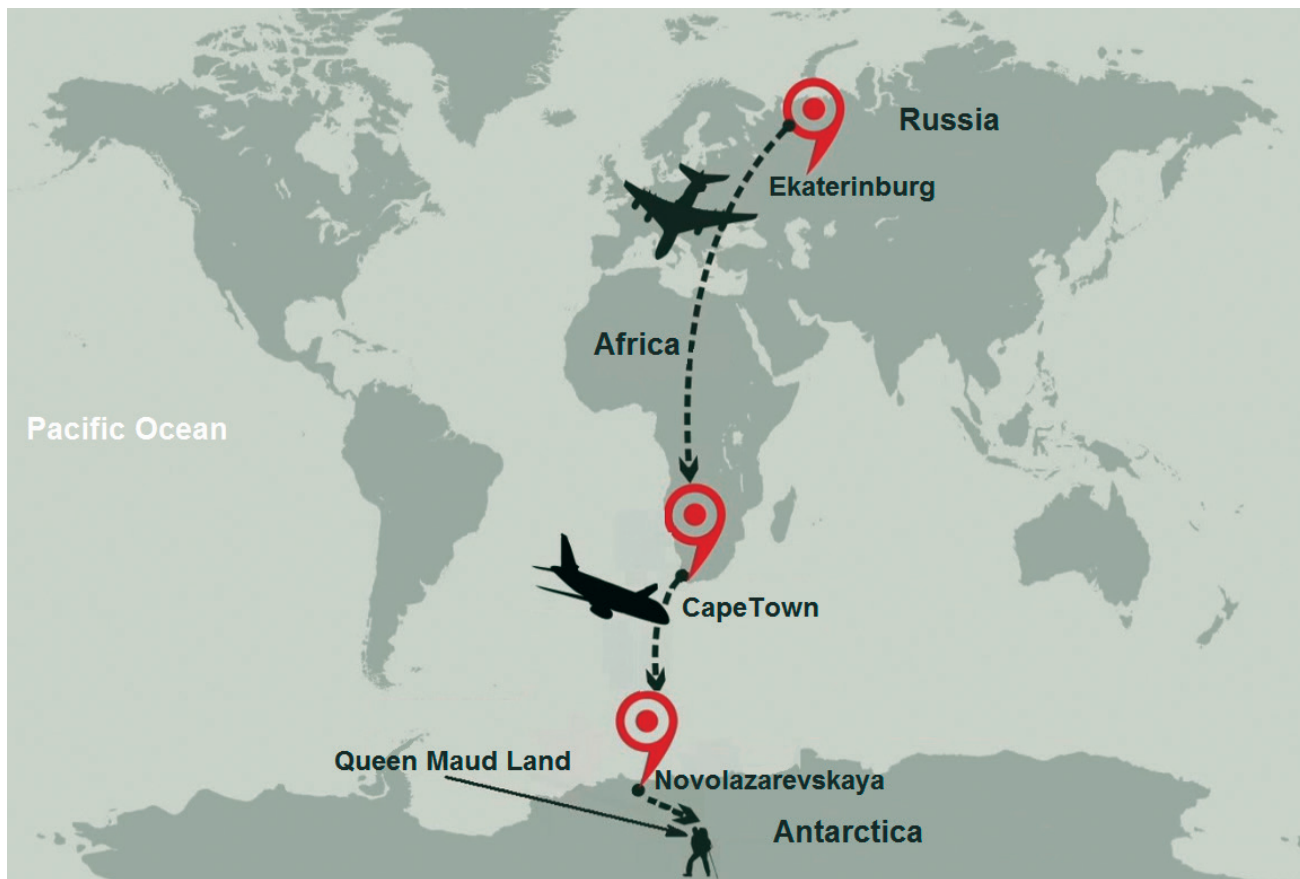 Russia
Ekaterinburg
Africa
Pacific Ocean
CapeTown
Queen Maud Land
Novolazarevskaya
Antarctica